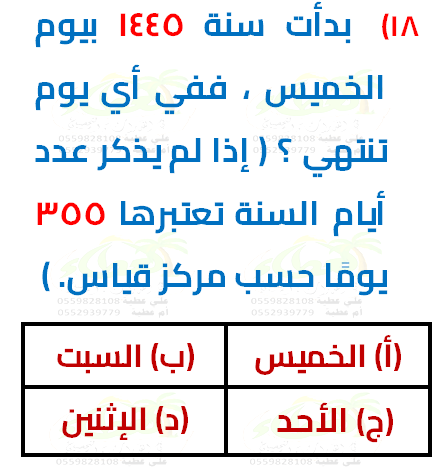 ١٨) بدأت سنة ١٤٤٥ بيوم
الخميس ، ففي أي يوم
تنتهي ؟ ( إذا لم يذكر عدد
أيام السنة تعتبرها ٣٥٥
يومًا حسب مركز قياس. )
(أ) الخميس (ب) السبت
(ج) الأحد (د) الإثنين
علي عطية 0559828108
ام عطية 0552939779